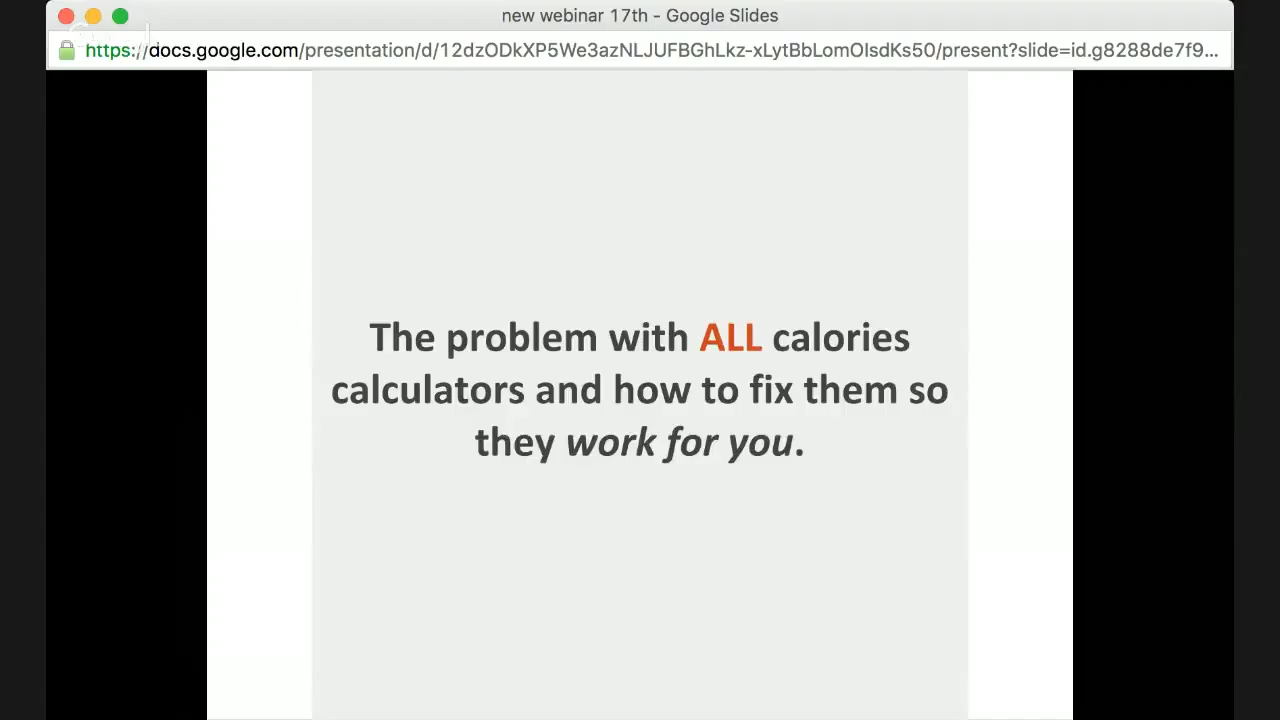 new webinar 17th - Google Slides
https://docs.google.com/presentation/d/12dzODkXP5We3azNLJUFBGhLkz-xLytBbLomOlsdKs50/present?slide=id.g8288de7f9...
The problem with ALL calories
calculators and how to fix them so
they work for you.